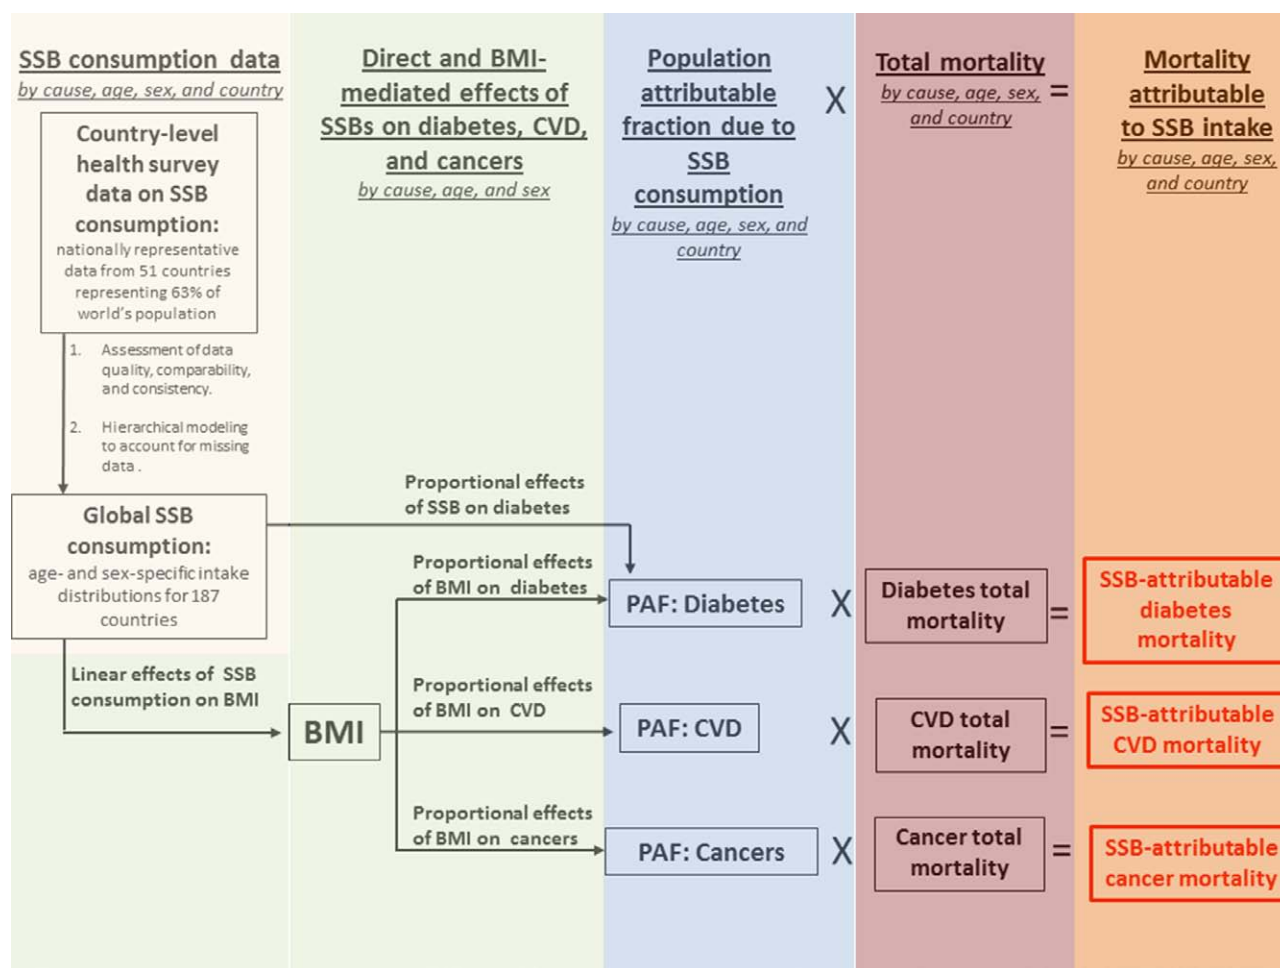 SSB consumption data
by cause, age, sex, and country
Country-level
health survey
data on SSB
consumption:
nationally representative
data from 51 countries
representing 63% of
world's population
1. Assessment of data
quality, comparability,
and consistency.
2. Hierarchical modeling
to account for missing
data .
Global SSB
consumption:
age- and sex-specific intake
distributions for 187
countries
Linear effects of SSB
consumption on BMI
Direct and BMI-
mediated effects of
SSBs on diabetes, CVD,
and cancers
by cause, age, and sex
Proportional effects
of SSB on diabetes
Proportional effects
of BMI on diabetes
BMI
Proportional effects
of BMI on CVD
Proportional effects
of BMI on cancers
Population
attributable
fraction due to
SSB
consumption
by cause, age, sex, and
country
X
Total mortality
by cause, age, sex,
and country
=
Mortality
attributable
to SSB intake
by cause, age, sex,
and country
PAF: Diabetes
X
Diabetes total
mortality
=
SSB-attributable
diabetes
mortality
PAF: CVD
X
CVD total
mortality
=
SSB-attributable
CVD mortality
PAF: Cancers
X
Cancer total
mortality
=
SSB-attributable
cancer mortality